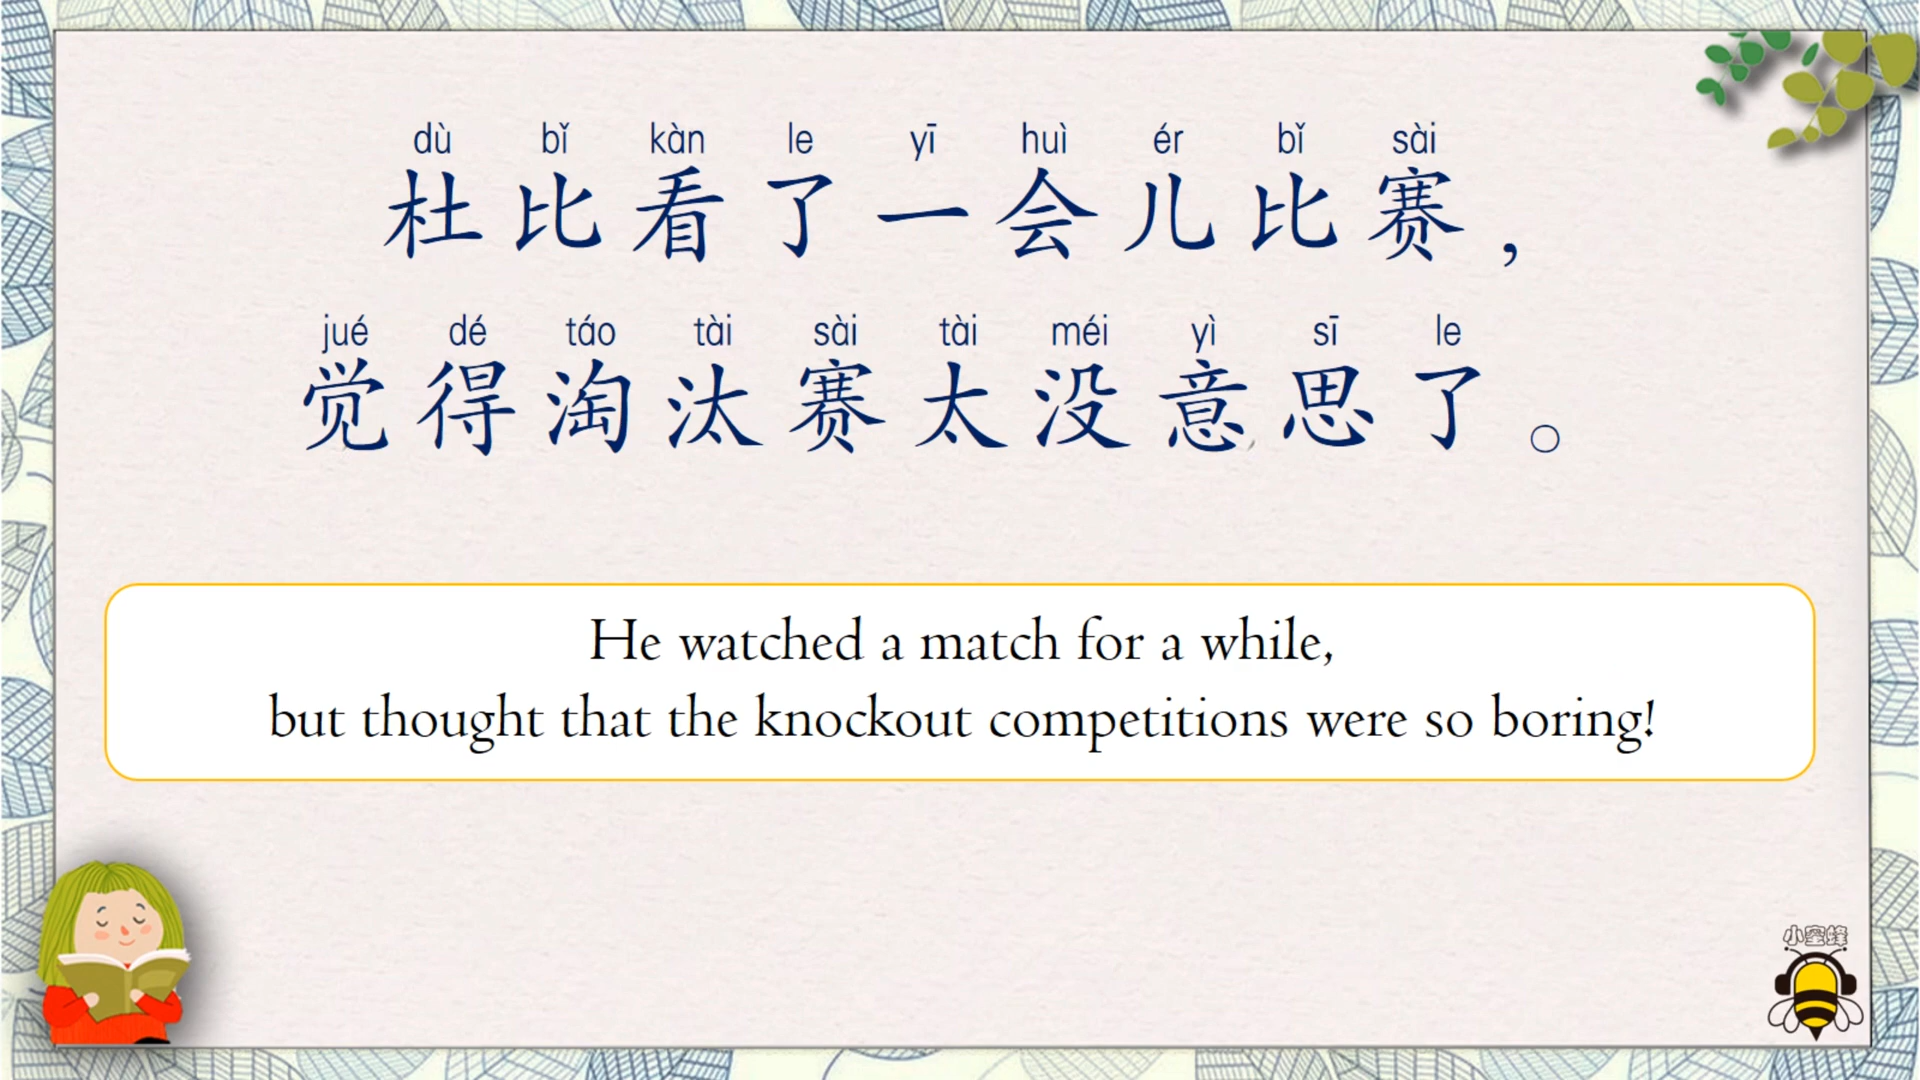 dù bǐ kàn le yī huì ér bǐ sài
杜比看了一会儿比赛，
jué dé táo tài sài tài méi yì sī le
觉得淘汰赛太没意思了。
He watched a match for a while,
but thought that the knockout competitions were so boring!
小蜜蜂